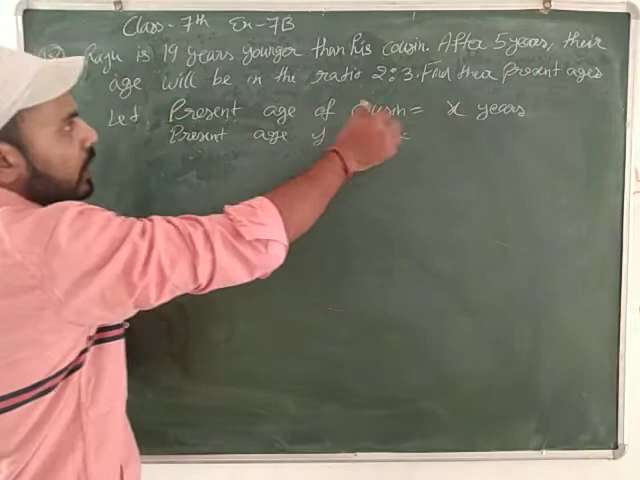 Class - 7th Ex - 7B
Raju is 19 years younger than his cousin. After 5 years, their
age will be in the ratio 2:3. Find their Present ages
Let, Present age of Cousin = x years
Present age